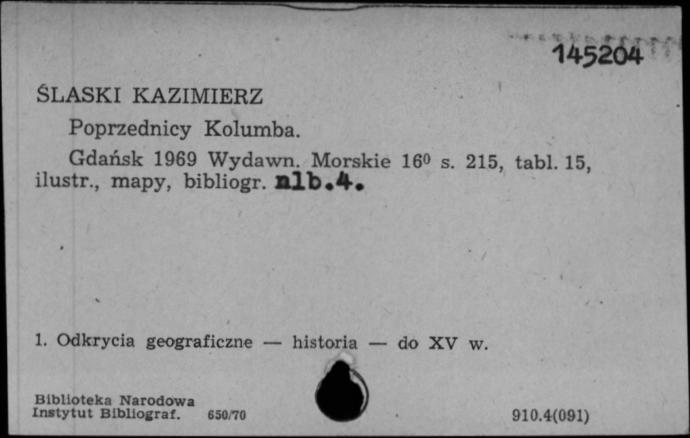 145204
ŚLASKI KAZIMIERZ
Poprzednicy Kolumba.
Gdańsk 1969 Wydawn. Morskie 16⁰ s. 215, tabl. 15,
ilustr., mapy, bibliogr. nlb.4.
1. Odkrycia geograficzne — historia — do XV w.
Biblioteka Narodowa
Instytut Bibliograf. 650/70
910.4(091)